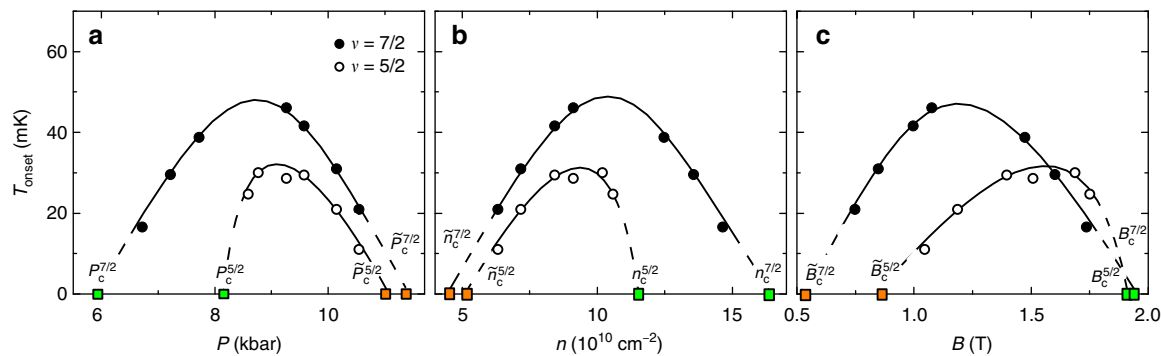 a
b
c
ν = 7/2
ν = 5/2
T_onset (mK)
60
40
20
0
P_c^{7/2}
P_c^{5/2}
P̃_c^{5/2}
P̃_c^{7/2}
ñ_c^{7/2}
ñ_c^{5/2}
n_c^{5/2}
n_c^{7/2}
B̃_c^{7/2}
B̃_c^{5/2}
B_c^{5/2}
B_c^{7/2}
6 8 10
5 10 15
0.5 1.0 1.5 2.0
P (kbar)
n (10^{10} cm^{−2})
B (T)